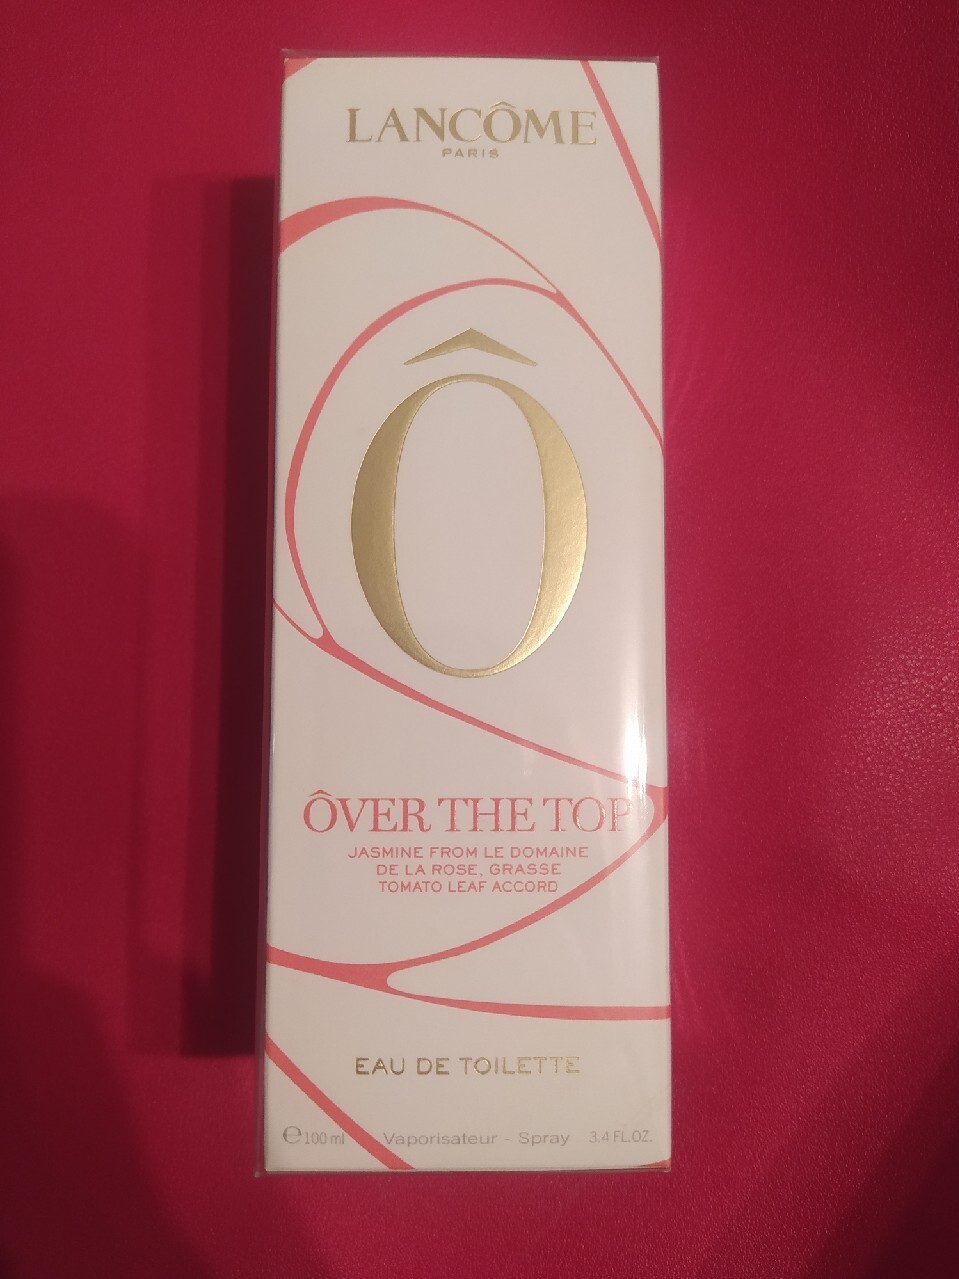 LANCÔME
PARIS
Ô
ÔVER THE TOP
JASMINE FROM LE DOMAINE
DE LA ROSE, GRASSE
TOMATO LEAF ACCORD
EAU DE TOILETTE
℮100 ml Vaporisateur - Spray 3.4 FL.OZ.